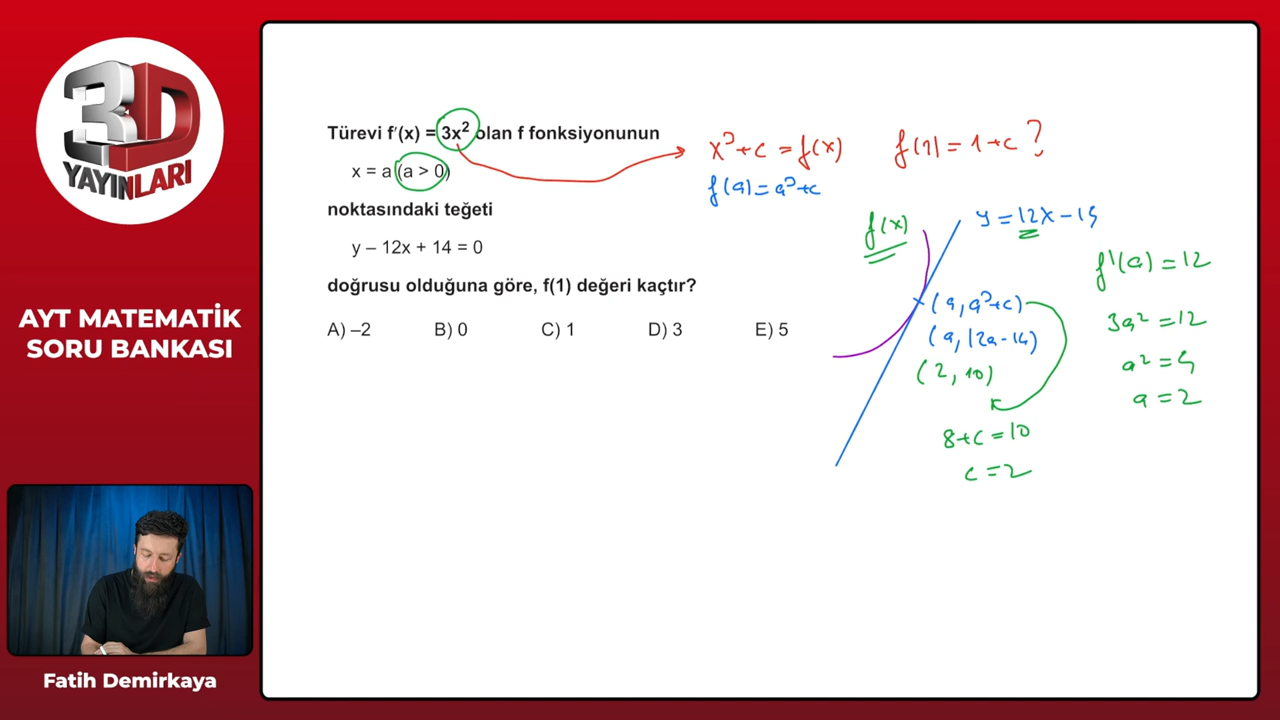 3D
YAYINLARI
AYT MATEMATİK
SORU BANKASI
Fatih Demirkaya
Türevi f′(x) = 3x² olan f fonksiyonunun
x = a (a > 0)
noktasındaki teğeti
y – 12x + 14 = 0
doğrusu olduğuna göre, f(1) değeri kaçtır?
A) –2 B) 0 C) 1 D) 3 E) 5
x³+c = f(x)
f(1) = 1+c ?
f(a) = a³+c
f(x)
y = 12x – 14
(a, a³+c)
(a, 12a – 14)
(2, 10)
8+c = 10
c = 2
f'(a) = 12
3a² = 12
a² = 4
a = 2